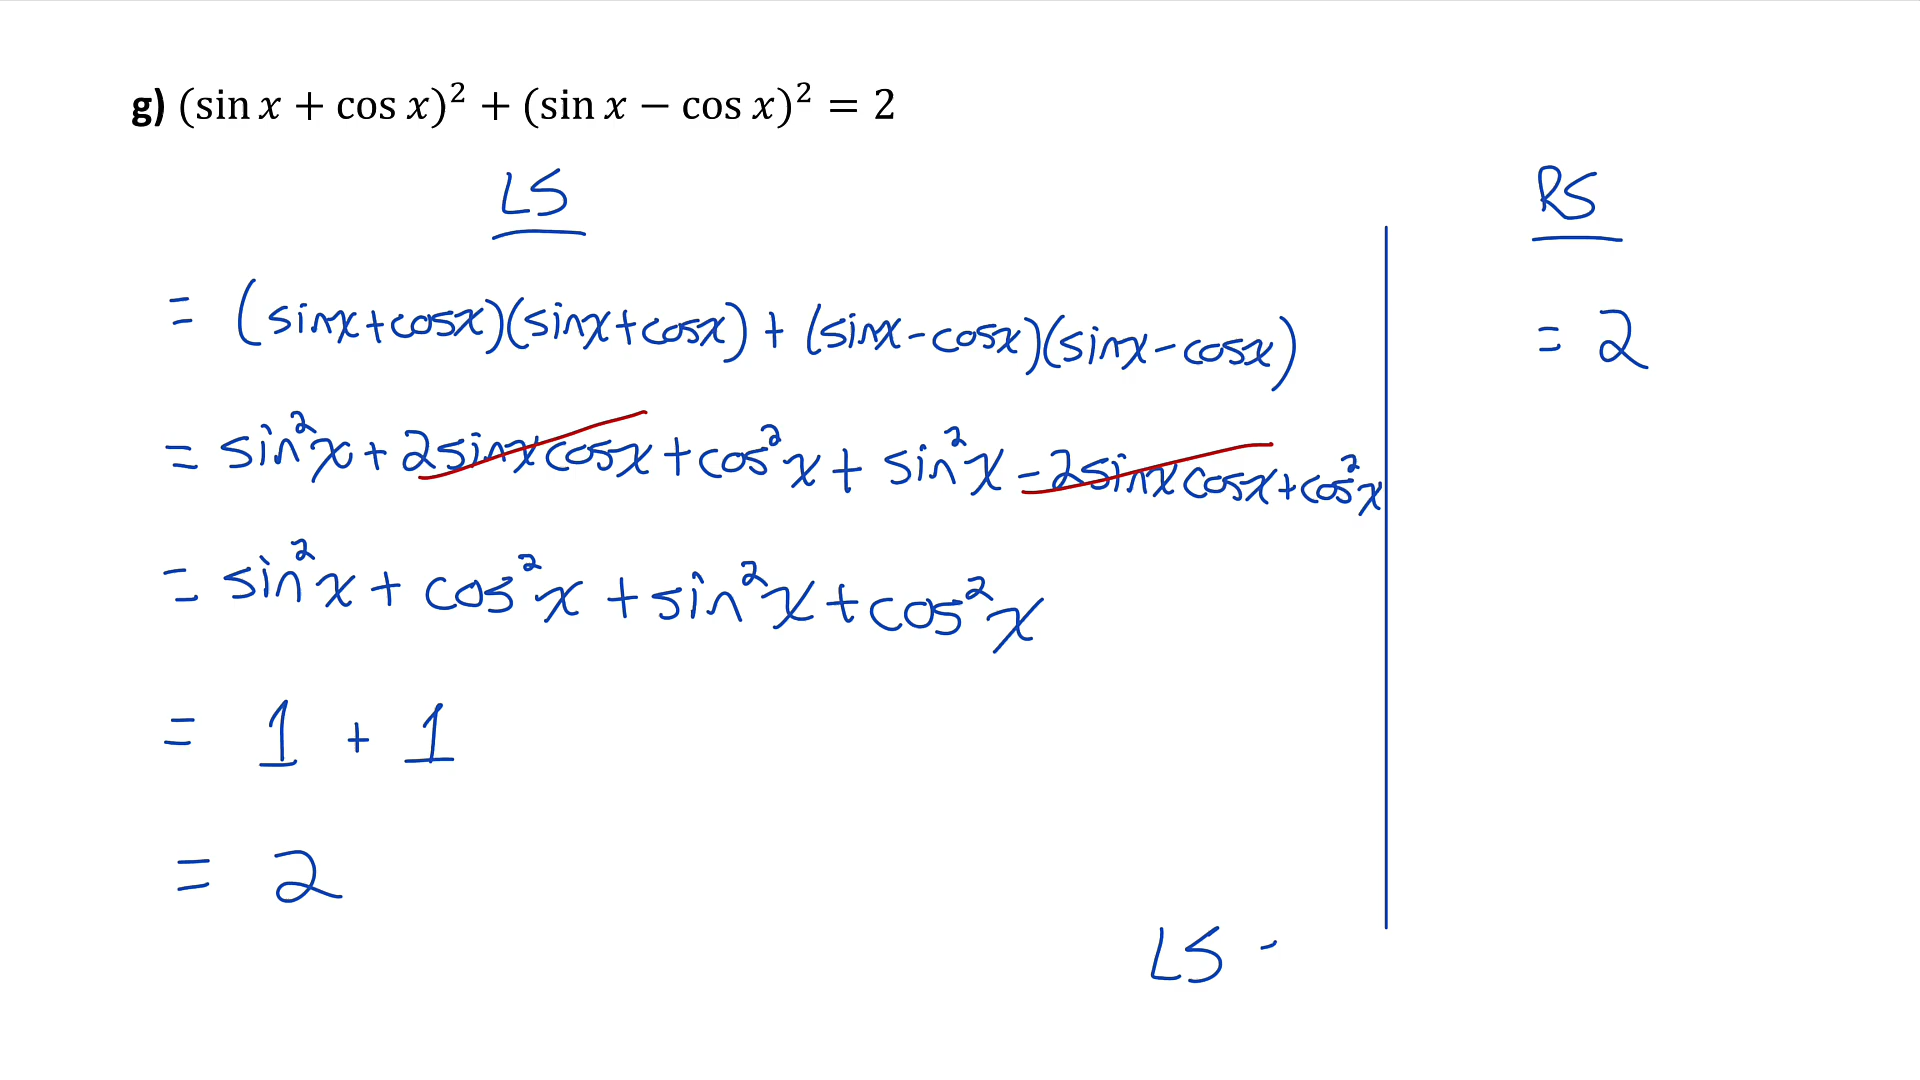 g) (sin x + cos x)² + (sin x − cos x)² = 2
LS
RS
= (sinx+cosx)(sinx+cosx) + (sinx-cosx)(sinx-cosx)
= 2
= sin²x + 2sinxcosx + cos²x + sin²x - 2sinxcosx + cos²x
= sin²x + cos²x + sin²x + cos²x
= 1 + 1
= 2
LS -